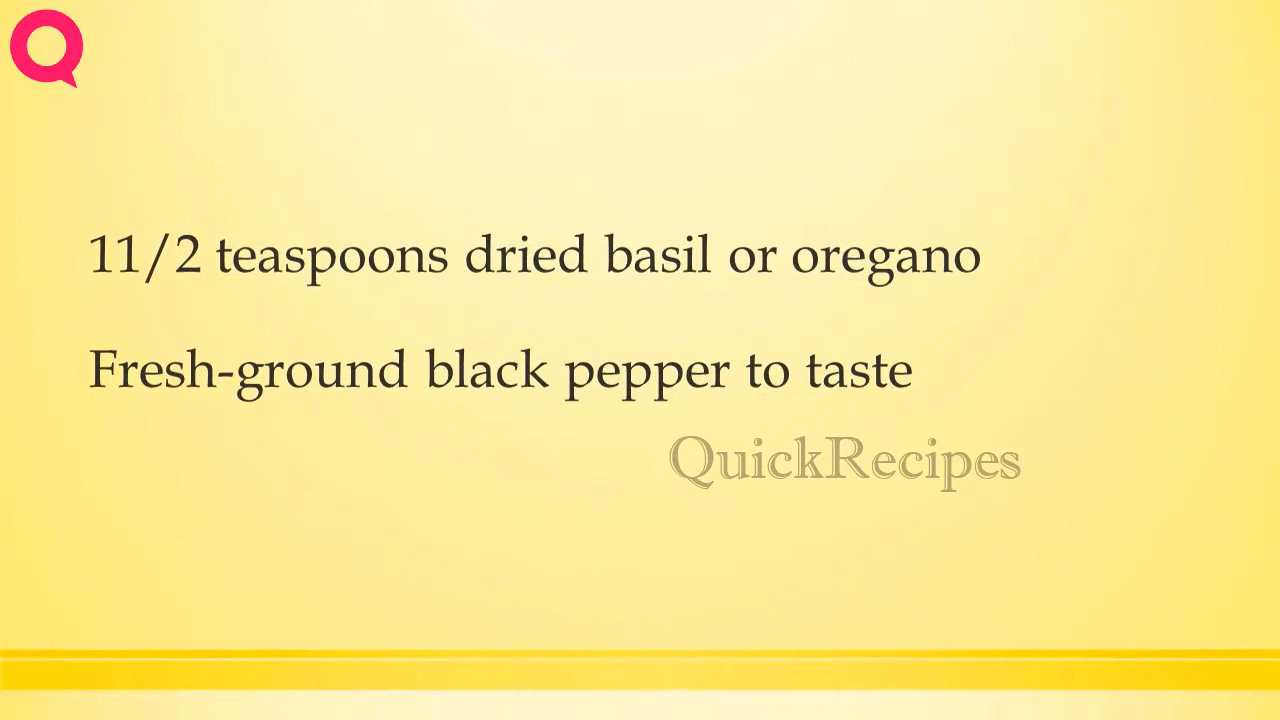 11/2 teaspoons dried basil or oregano
Fresh-ground black pepper to taste
QuickRecipes